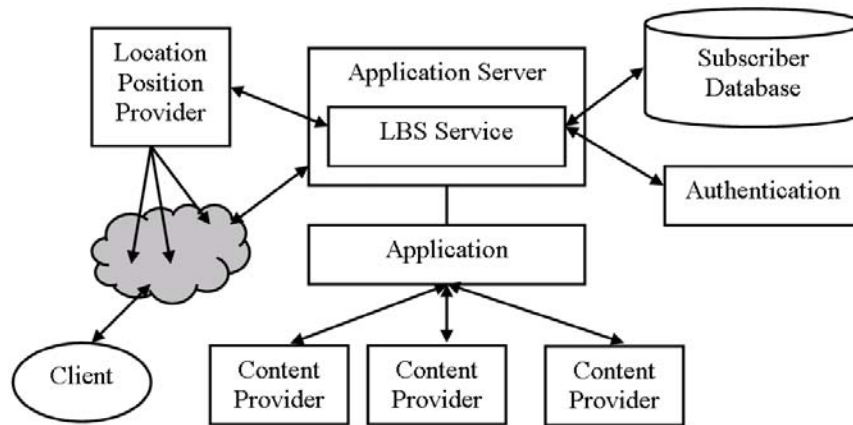 Location
Position
Provider
Application Server
LBS Service
Subscriber
Database
Authentication
Application
Client
Content
Provider
Content
Provider
Content
Provider